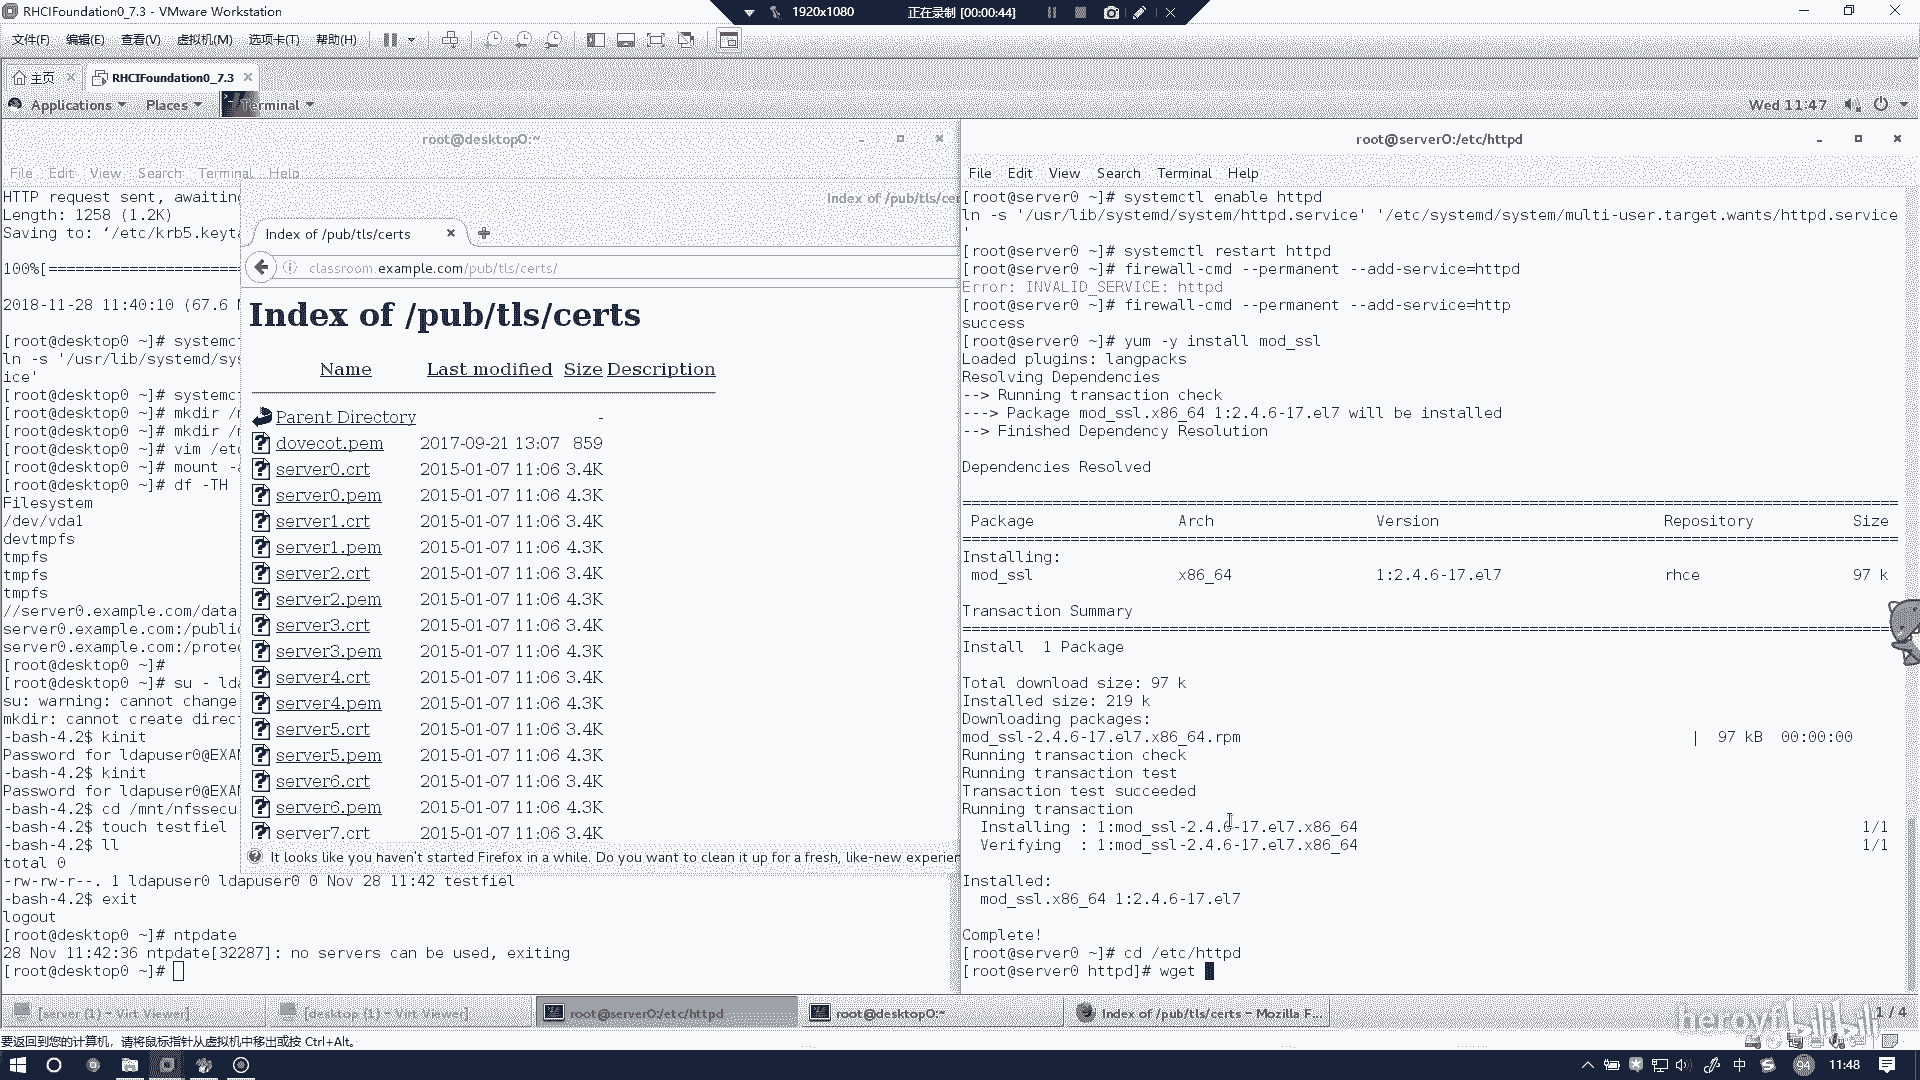 RHCIFoundation0_7.3 - VMware Workstation
1920x1080
正在录制 [00:00:44]
文件(F) 编辑(E) 查看(V) 虚拟机(M) 选项卡(T) 帮助(H)
主页
RHCIFoundation0_7.3
Applications Places Terminal
Wed 11:47
root@desktop0:~
File Edit View Search Terminal Help
HTTP request sent, awaiting
Length: 1258 (1.2K)
Saving to: ‘/etc/krb5.keyta
100%[======================
2018-11-28 11:40:10 (67.6
[root@desktop0 ~]# systemc
ln -s '/usr/lib/systemd/sys
ice'
[root@desktop0 ~]# systemc
[root@desktop0 ~]# mkdir /
[root@desktop0 ~]# mkdir /
[root@desktop0 ~]# vim /etc
[root@desktop0 ~]# mount -a
[root@desktop0 ~]# df -TH
Filesystem
/dev/vda1
devtmpfs
tmpfs
tmpfs
tmpfs
//server0.example.com/data
server0.example.com:/public
server0.example.com:/protec
[root@desktop0 ~]#
[root@desktop0 ~]# su - lda
su: warning: cannot change
mkdir: cannot create direct
-bash-4.2$ kinit
Password for ldapuser0@EXAM
-bash-4.2$ kinit
Password for ldapuser0@EXAM
-bash-4.2$ cd /mnt/nfssecu
-bash-4.2$ touch testfiel
-bash-4.2$ ll
total 0
-rw-rw-r--. 1 ldapuser0 ldapuser0 0 Nov 28 11:42 testfiel
-bash-4.2$ exit
logout
[root@desktop0 ~]# ntpdate
28 Nov 11:42:36 ntpdate[32287]: no servers can be used, exiting
[root@desktop0 ~]#
Index of /pub/tls/cer
Index of /pub/tls/certs
classroom.example.com/pub/tls/certs/
Index of /pub/tls/certs
Name Last modified Size Description
Parent Directory -
dovecot.pem 2017-09-21 13:07 859
server0.crt 2015-01-07 11:06 3.4K
server0.pem 2015-01-07 11:06 4.3K
server1.crt 2015-01-07 11:06 3.4K
server1.pem 2015-01-07 11:06 4.3K
server2.crt 2015-01-07 11:06 3.4K
server2.pem 2015-01-07 11:06 4.3K
server3.crt 2015-01-07 11:06 3.4K
server3.pem 2015-01-07 11:06 4.3K
server4.crt 2015-01-07 11:06 3.4K
server4.pem 2015-01-07 11:06 4.3K
server5.crt 2015-01-07 11:06 3.4K
server5.pem 2015-01-07 11:06 4.3K
server6.crt 2015-01-07 11:06 3.4K
server6.pem 2015-01-07 11:06 4.3K
server7.crt 2015-01-07 11:06 3.4K
It looks like you haven't started Firefox in a while. Do you want to clean it up for a fresh, like-new experien
root@server0:/etc/httpd
File Edit View Search Terminal Help
[root@server0 ~]# systemctl enable httpd
ln -s '/usr/lib/systemd/system/httpd.service' '/etc/systemd/system/multi-user.target.wants/httpd.service
'
[root@server0 ~]# systemctl restart httpd
[root@server0 ~]# firewall-cmd --permanent --add-service=httpd
Error: INVALID_SERVICE: httpd
[root@server0 ~]# firewall-cmd --permanent --add-service=http
success
[root@server0 ~]# yum -y install mod_ssl
Loaded plugins: langpacks
Resolving Dependencies
--> Running transaction check
---> Package mod_ssl.x86_64 1:2.4.6-17.el7 will be installed
--> Finished Dependency Resolution
Dependencies Resolved
Package Arch Version Repository Size
Installing:
mod_ssl x86_64 1:2.4.6-17.el7 rhce 97 k
Transaction Summary
Install 1 Package
Total download size: 97 k
Installed size: 219 k
Downloading packages:
mod_ssl-2.4.6-17.el7.x86_64.rpm | 97 kB 00:00:00
Running transaction check
Running transaction test
Transaction test succeeded
Running transaction
Installing : 1:mod_ssl-2.4.6-17.el7.x86_64 1/1
Verifying : 1:mod_ssl-2.4.6-17.el7.x86_64 1/1
Installed:
mod_ssl.x86_64 1:2.4.6-17.el7
Complete!
[root@server0 ~]# cd /etc/httpd
[root@server0 httpd]# wget
[server (1) - Virt Viewer]
[desktop (1) - Virt Viewer]
root@server0:/etc/httpd
root@desktop0:~
Index of /pub/tls/certs - Mozilla F...
1 / 4
bilibili
要返回到您的计算机，请将鼠标指针从虚拟机中移出或按 Ctrl+Alt。
中
94
11:48